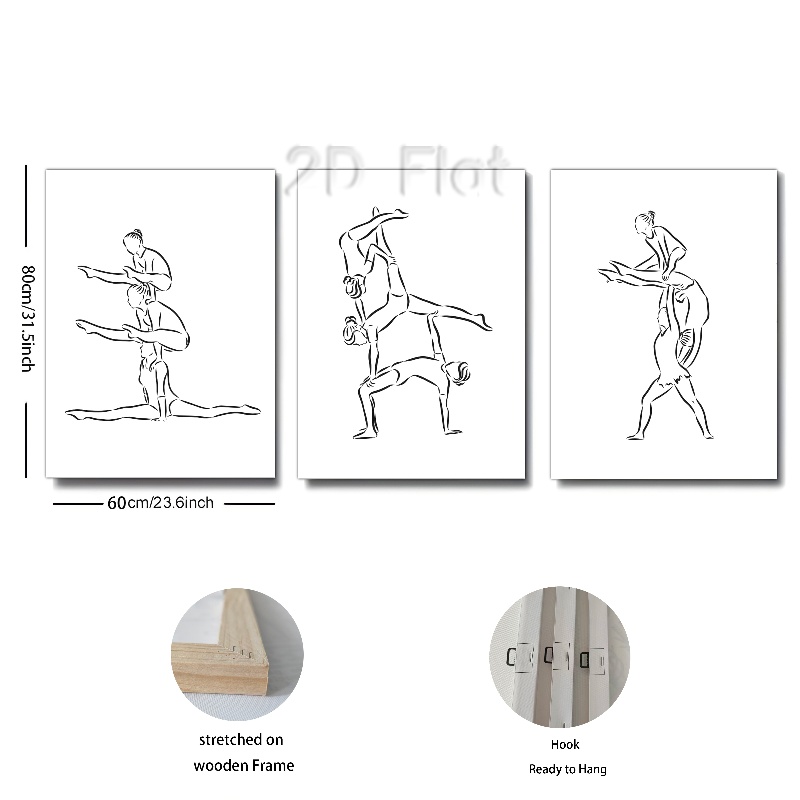 2D Flat
80cm/31.5inch
60cm/23.6inch
stretched on
wooden Frame
Hook
Ready to Hang